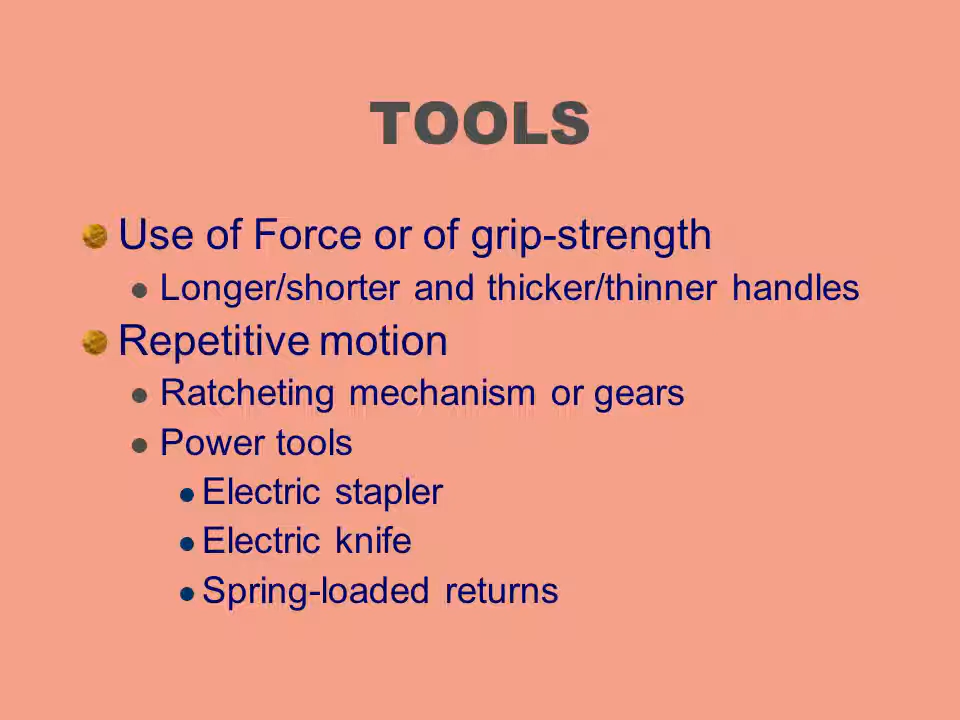 TOOLS
Use of Force or of grip-strength
Longer/shorter and thicker/thinner handles
Repetitive motion
Ratcheting mechanism or gears
Power tools
Electric stapler
Electric knife
Spring-loaded returns